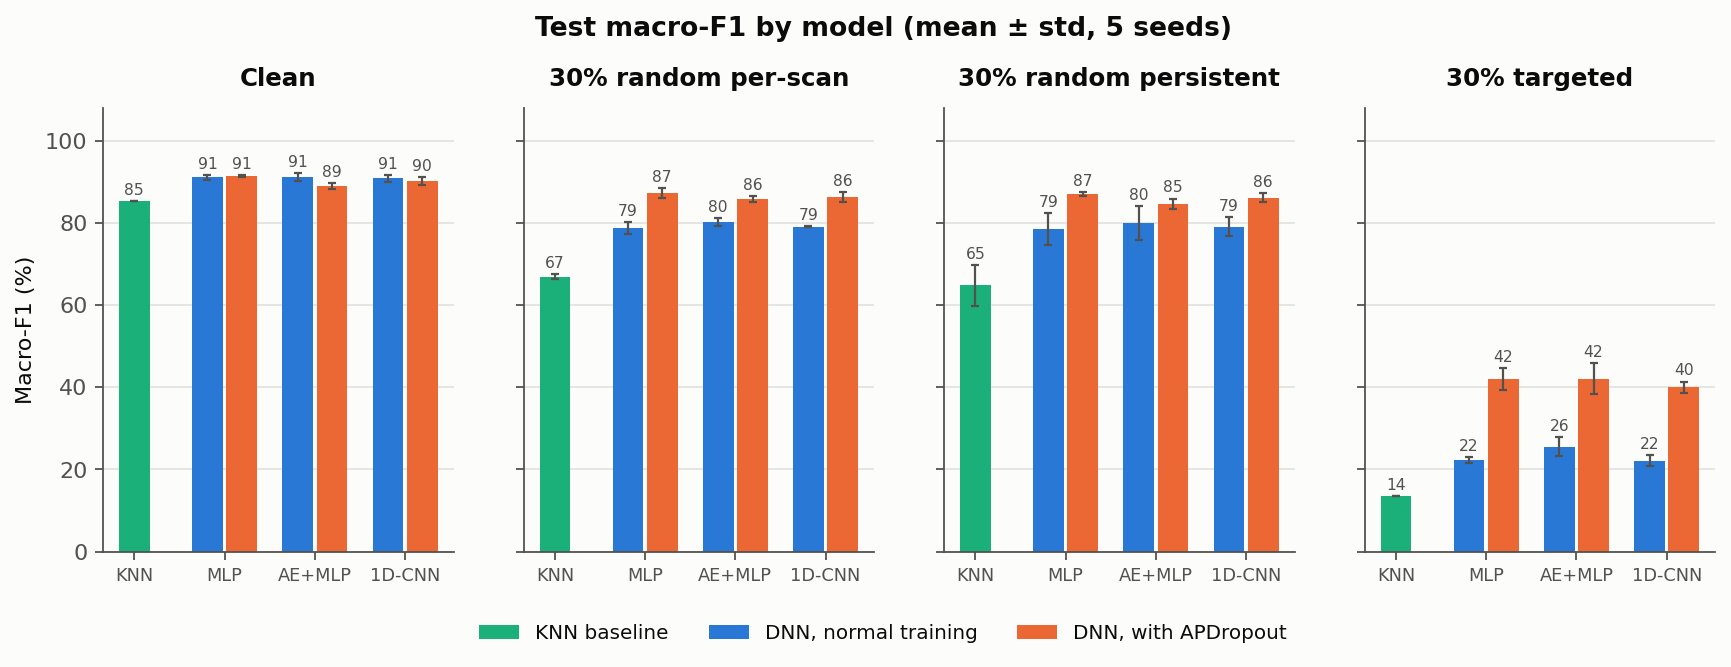 Test macro-F1 by model (mean ± std, 5 seeds)
Clean
30% random per-scan
30% random persistent
30% targeted
Macro-F1 (%)
100
80
60
40
20
0
85
91 91
91 89
91 90
KNN MLP AE+MLP 1D-CNN
67
79 87
80 86
79 86
KNN MLP AE+MLP 1D-CNN
65
79 87
80 85
79 86
KNN MLP AE+MLP 1D-CNN
14
22 42
26 42
22 40
KNN MLP AE+MLP 1D-CNN
KNN baseline
DNN, normal training
DNN, with APDropout